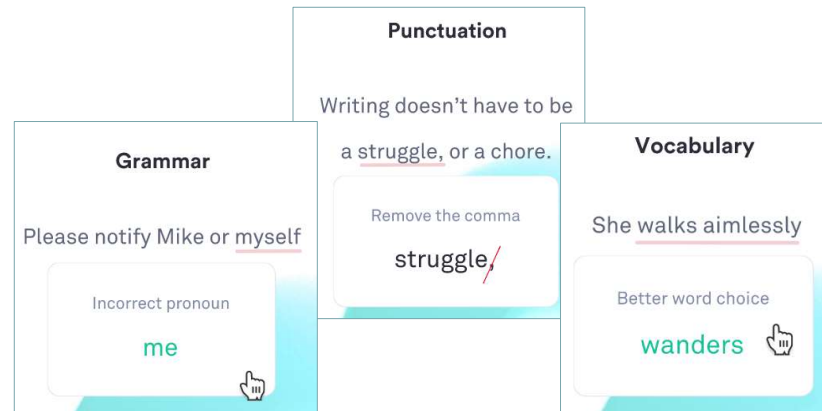 Grammar
Please notify Mike or myself
Incorrect pronoun
me
Punctuation
Writing doesn't have to be
a struggle, or a chore.
Remove the comma
struggle,
Vocabulary
She walks aimlessly
Better word choice
wanders